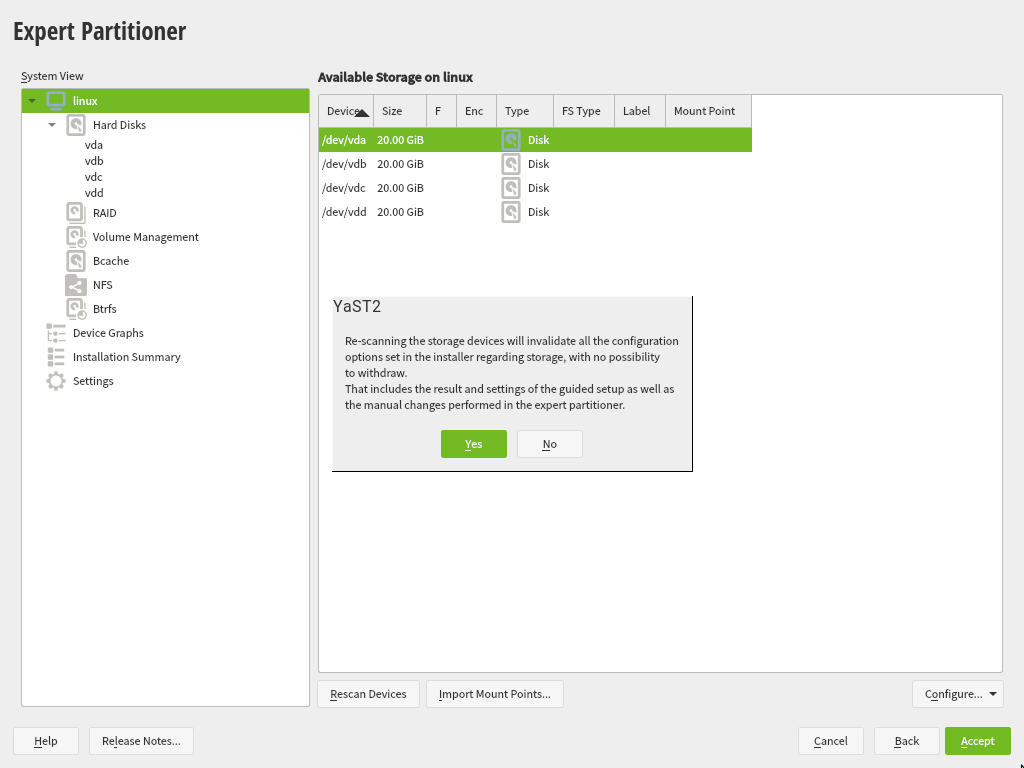 Expert Partitioner
System View
linux
Hard Disks
vda
vdb
vdc
vdd
RAID
Volume Management
Bcache
NFS
Btrfs
Device Graphs
Installation Summary
Settings
Available Storage on linux
Device Size F Enc Type FS Type Label Mount Point
/dev/vda 20.00 GiB Disk
/dev/vdb 20.00 GiB Disk
/dev/vdc 20.00 GiB Disk
/dev/vdd 20.00 GiB Disk
YaST2
Re-scanning the storage devices will invalidate all the configuration
options set in the installer regarding storage, with no possibility
to withdraw.
That includes the result and settings of the guided setup as well as
the manual changes performed in the expert partitioner.
Yes No
Rescan Devices Import Mount Points... Configure...
Help Release Notes... Cancel Back Accept